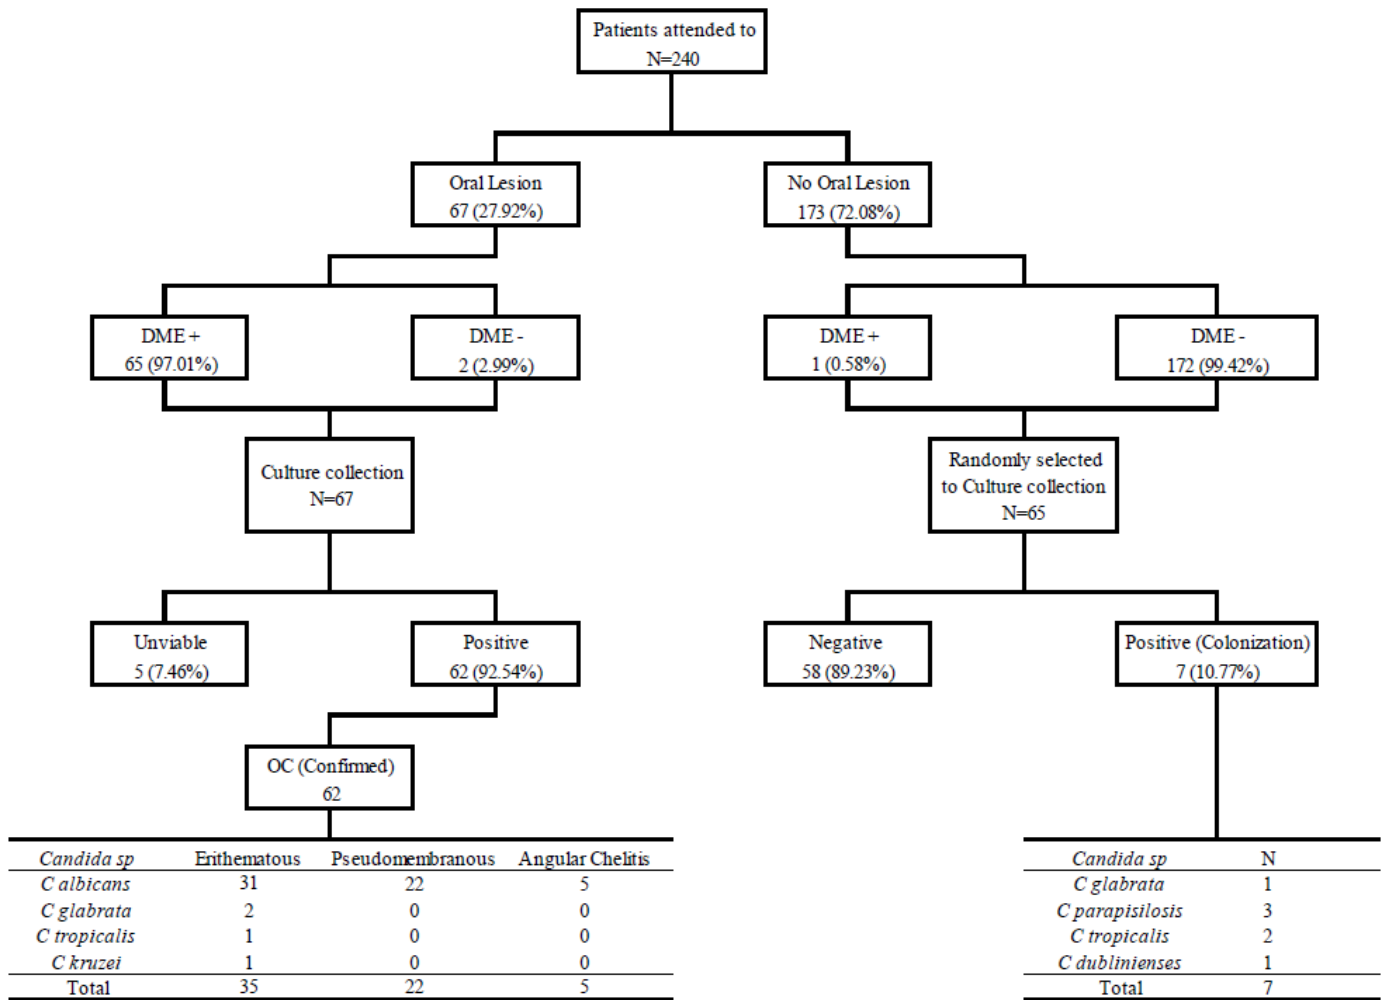 Patients attended to
N=240
Oral Lesion
67 (27.92%)
No Oral Lesion
173 (72.08%)
DME +
65 (97.01%)
DME -
2 (2.99%)
DME +
1 (0.58%)
DME -
172 (99.42%)
Culture collection
N=67
Randomly selected
to Culture collection
N=65
Unviable
5 (7.46%)
Positive
62 (92.54%)
Negative
58 (89.23%)
Positive (Colonization)
7 (10.77%)
OC (Confirmed)
62
Candida sp Erithematous Pseudomembranous Angular Chelitis
C albicans 31 22 5
C glabrata 2 0 0
C tropicalis 1 0 0
C kruzei 1 0 0
Total 35 22 5
Candida sp N
C glabrata 1
C parapisilosis 3
C tropicalis 2
C dublinienses 1
Total 7